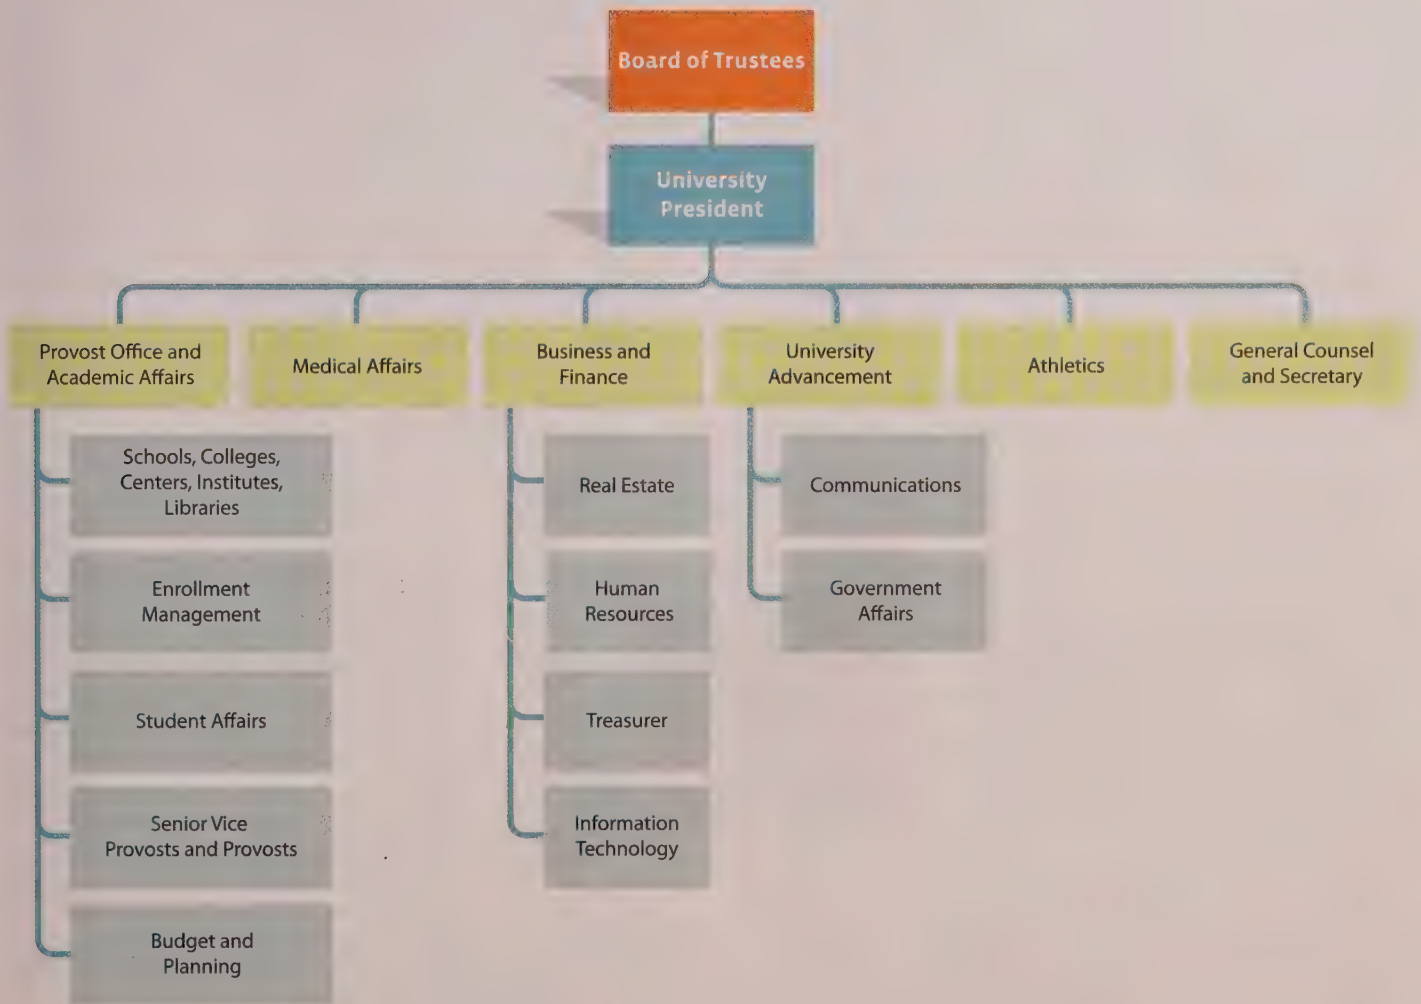 Board of Trustees
University
President
Provost Office and
Academic Affairs
Medical Affairs
Business and
Finance
University
Advancement
Athletics
General Counsel
and Secretary
Schools, Colleges,
Centers, Institutes,
Libraries
Enrollment
Management
Student Affairs
Senior Vice
Provosts and Provosts
Budget and
Planning
Real Estate
Human
Resources
Treasurer
Information
Technology
Communications
Government
Affairs